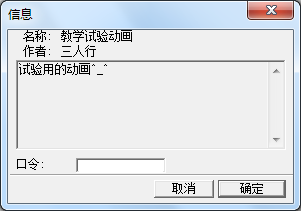 信息
名称: 教学试验动画
作者: 三人行
试验用的动画^_^
口令:
取消
确定